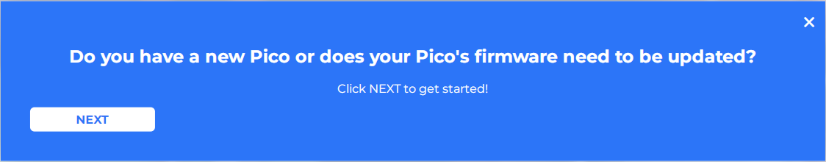 Do you have a new Pico or does your Pico's firmware need to be updated?
Click NEXT to get started!
NEXT